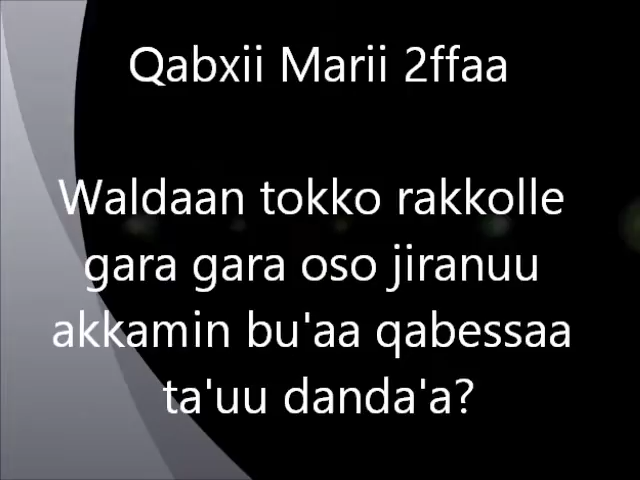 Qabxii Marii 2ffaa
Waldaan tokko rakkolle
gara gara oso jiranuu
akkamin bu'aa qabessaa
ta'uu danda'a?